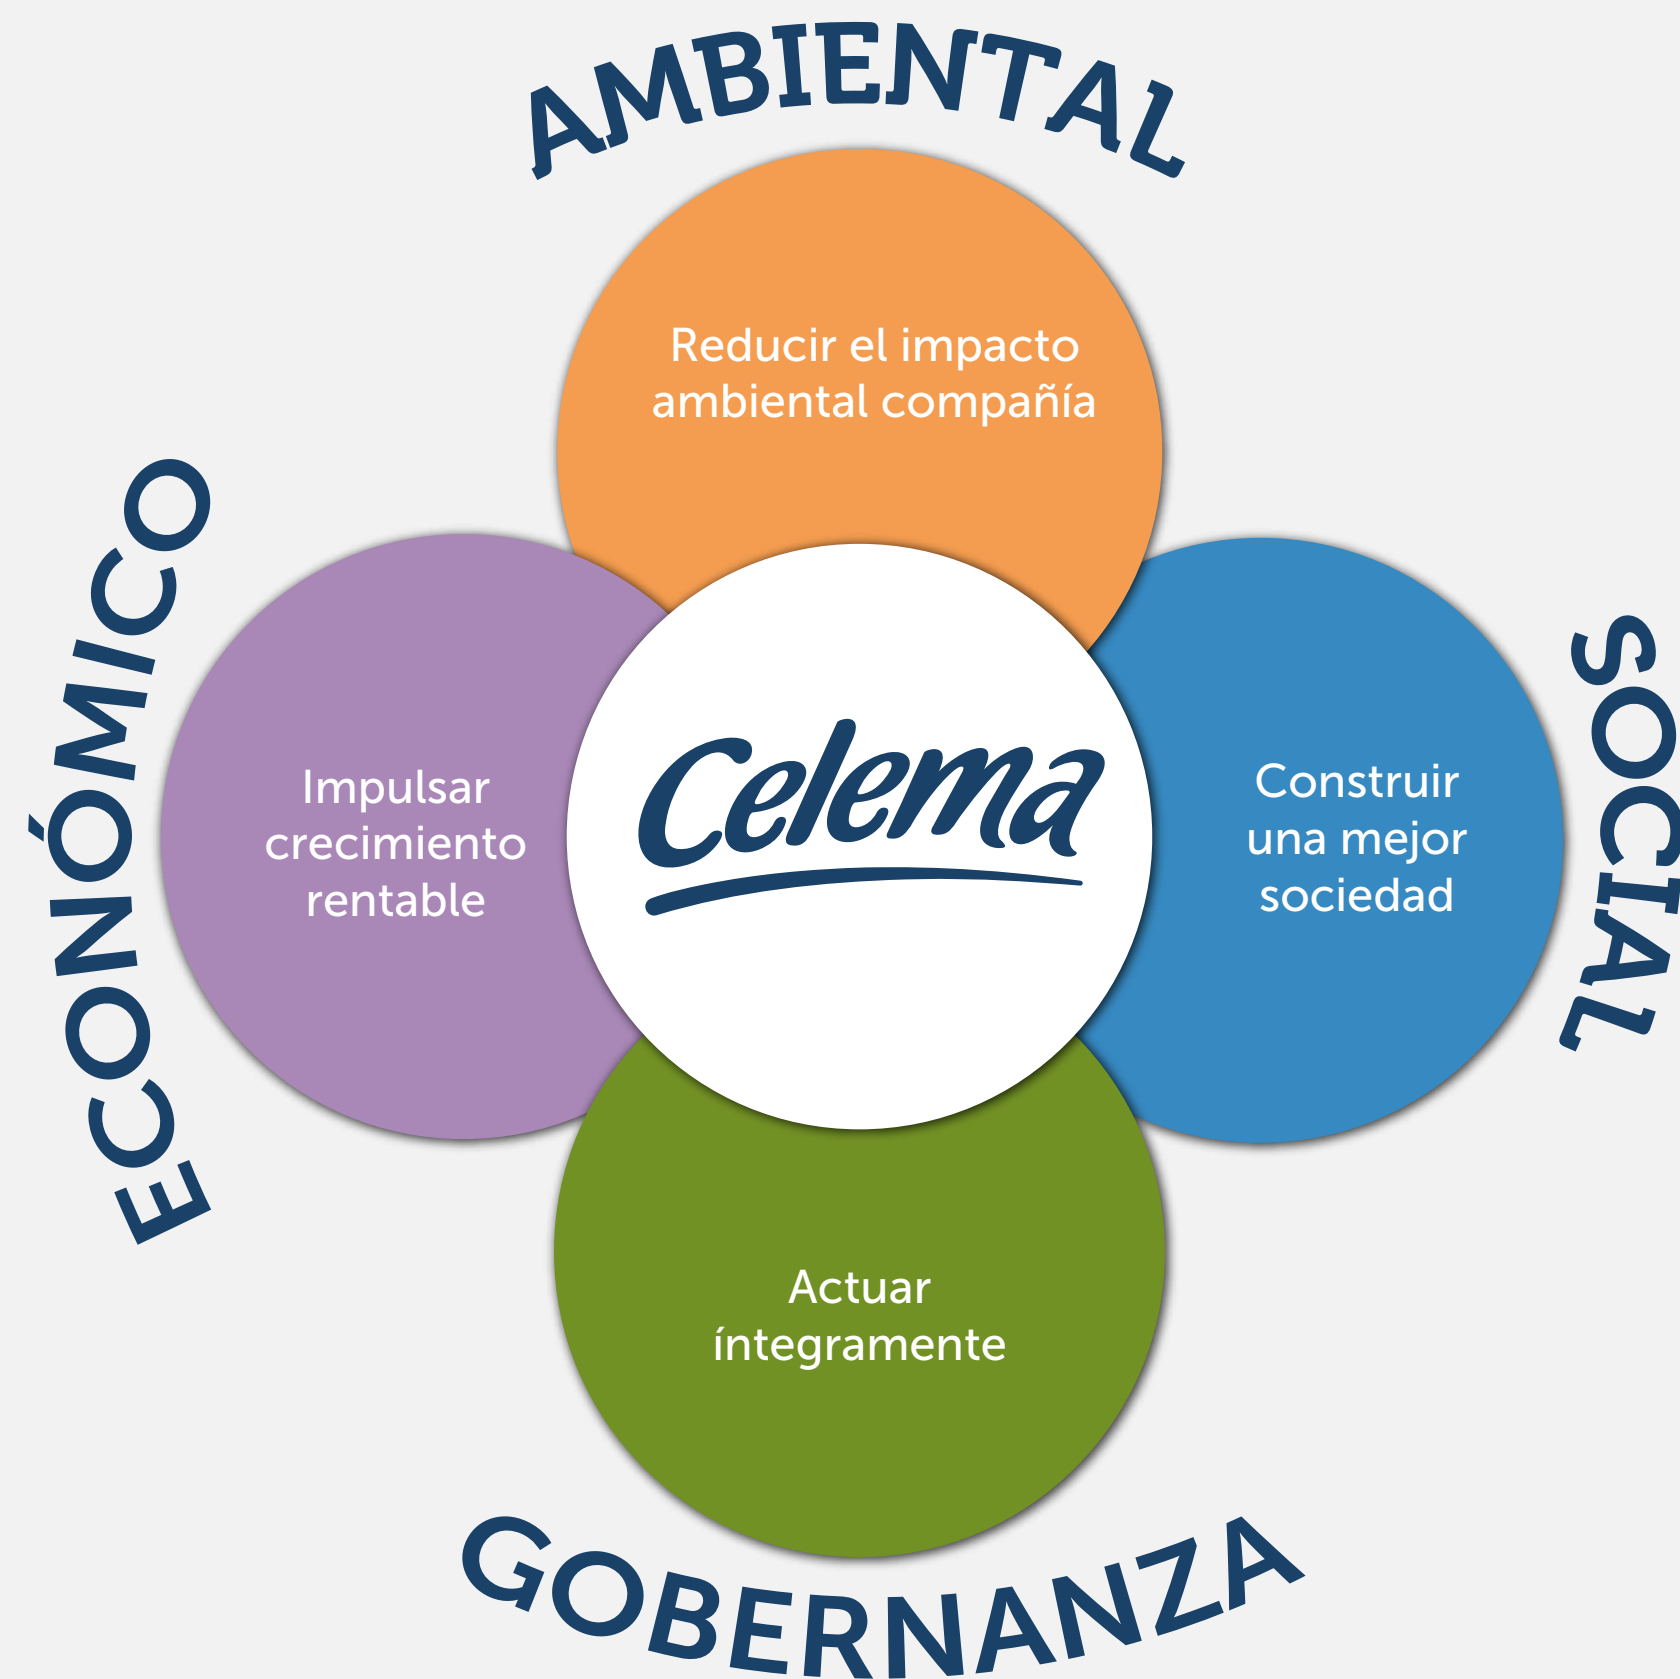 AMBIENTAL
Reducir el impacto
ambiental compañía
ECONÓMICO
Impulsar
crecimiento
rentable
Celema
Construir
una mejor
sociedad
SOCIAL
Actuar
íntegramente
GOBERNANZA